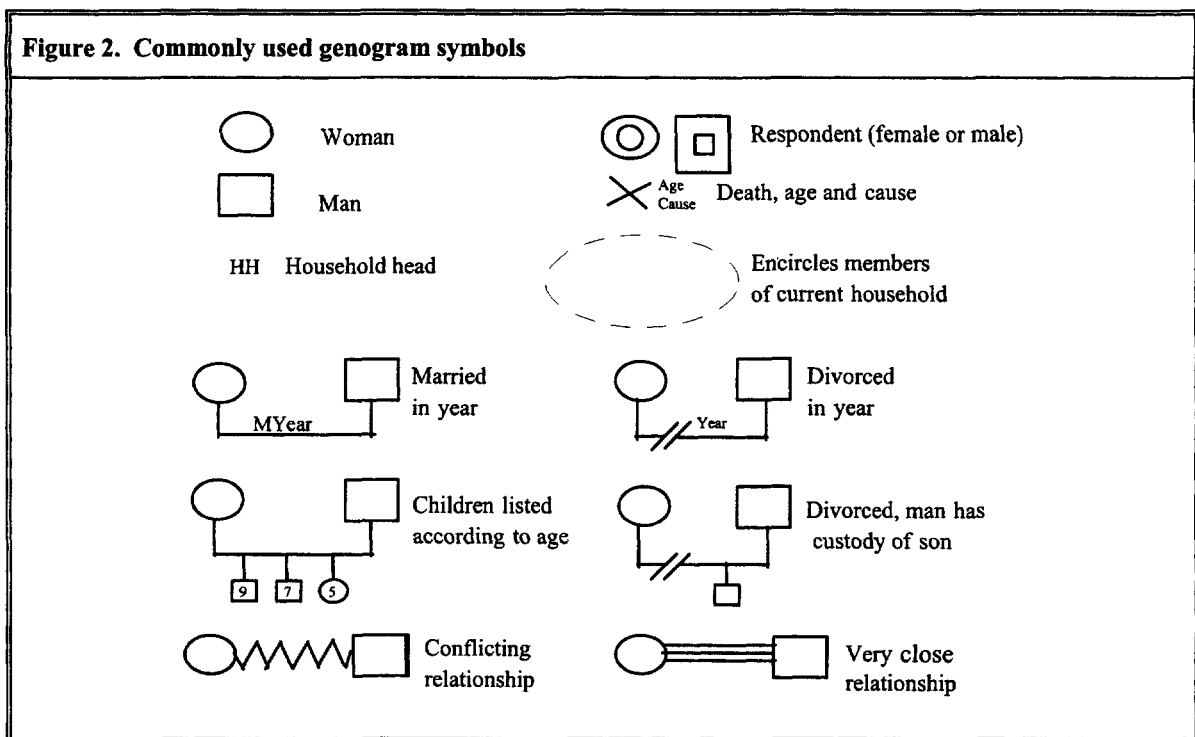 Figure 2. Commonly used genogram symbols
Woman
Respondent (female or male)
Man
Age
Cause
Death, age and cause
HH Household head
Encircles members
of current household
MYear
Married
in year
Year
Divorced
in year
9 7 5
Children listed
according to age
Divorced, man has
custody of son
Conflicting
relationship
Very close
relationship